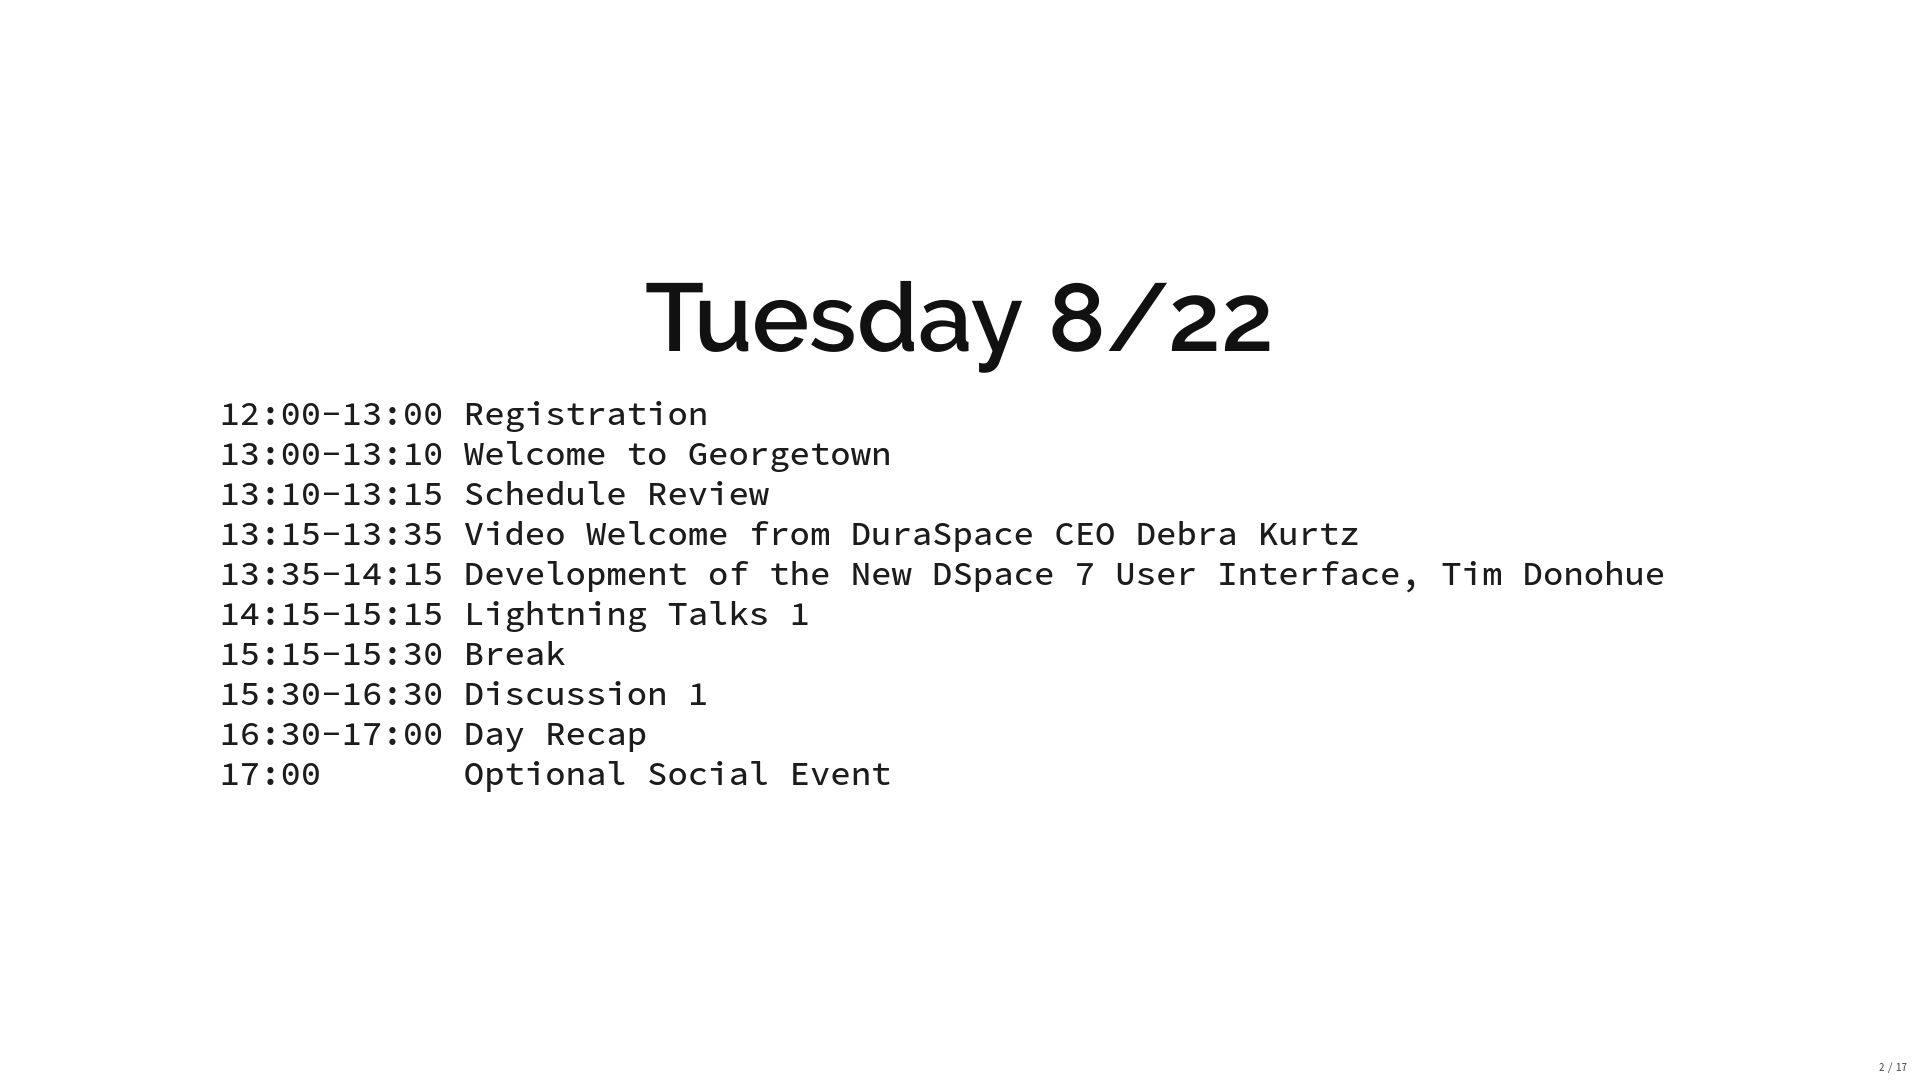 Tuesday 8/22
12:00-13:00 Registration
13:00-13:10 Welcome to Georgetown
13:10-13:15 Schedule Review
13:15-13:35 Video Welcome from DuraSpace CEO Debra Kurtz
13:35-14:15 Development of the New DSpace 7 User Interface, Tim Donohue
14:15-15:15 Lightning Talks 1
15:15-15:30 Break
15:30-16:30 Discussion 1
16:30-17:00 Day Recap
17:00       Optional Social Event
2 / 17